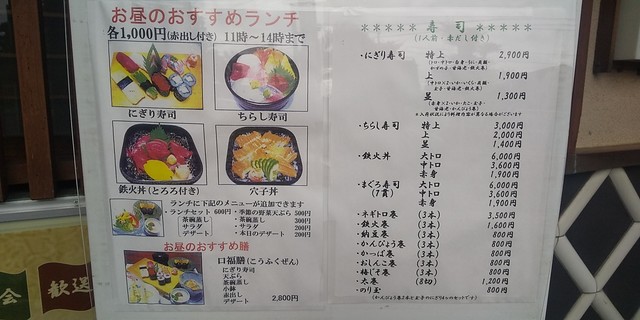 お昼のおすすめランチ
各1,000円(赤出し付き) 11時〜14時まで
にぎり寿司
ちらし寿司
鉄火丼(とろろ付き)
穴子丼
ランチに下記のメニューが追加できます
・ランチセット 600円
茶碗蒸し
サラダ
デザート
・季節の野菜天ぷら 500円
・茶碗蒸し 300円
・サラダ 200円
・本日のデザート 200円
お昼のおすすめ膳
口福膳(こうふくぜん)
にぎり寿司
天ぷら
茶碗蒸し
小鉢
赤出し
デザート 2,800円
***** 寿 司 *****
(1人前・赤だし付き)
・にぎり寿司 特上 2,900円
上 1,900円
並 1,300円
・ちらし寿司 特上 3,000円
上 2,000円
並 1,400円
・鉄火丼 大トロ 6,000円
中トロ 3,600円
赤身 1,900円
・まぐろ寿司 大トロ 6,000円
(7貫) 中トロ 3,600円
赤身 1,900円
・ネギトロ巻 (3本) 3,500円
・鉄火巻 (3本) 1,600円
・納豆巻 (3本) 800円
・かんぴょう巻 (3本) 800円
・かっぱ巻 (3本) 800円
・おしんこ巻 (3本) 800円
・梅じそ巻 (3本) 800円
・太巻 (8切) 1,200円
・のり玉 800円
会
歓送